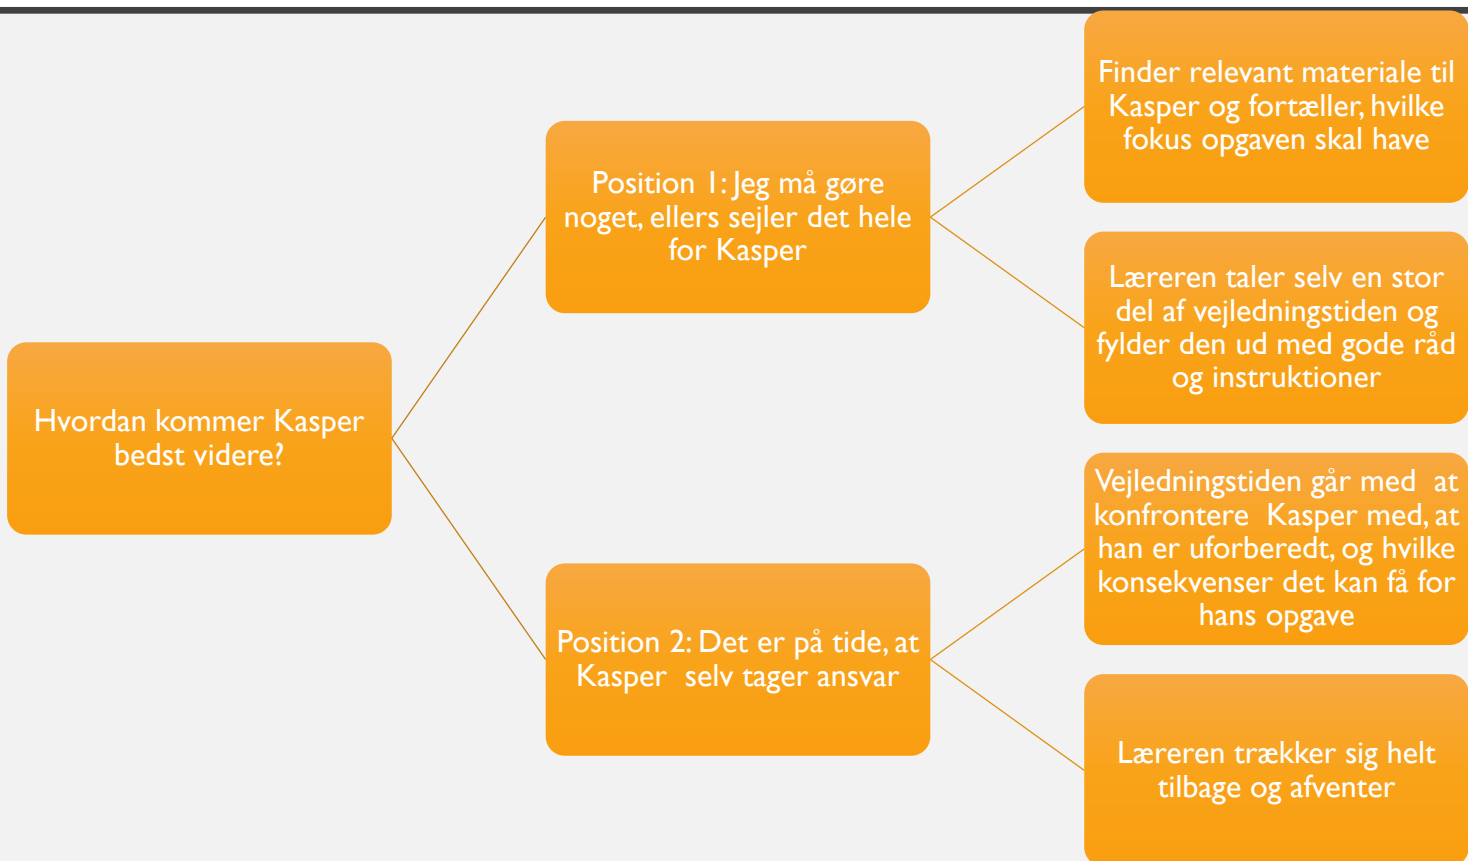 Hvordan kommer Kasper
bedst videre?
Position 1: Jeg må gøre
noget, ellers sejler det hele
for Kasper
Finder relevant materiale til
Kasper og fortæller, hvilke
fokus opgaven skal have
Læreren taler selv en stor
del af vejledningstiden og
fylder den ud med gode råd
og instruktioner
Position 2: Det er på tide, at
Kasper  selv tager ansvar
Vejledningstiden går med  at
konfrontere  Kasper med, at
han er uforberedt, og hvilke
konsekvenser det kan få for
hans opgave
Læreren trækker sig helt
tilbage og afventer